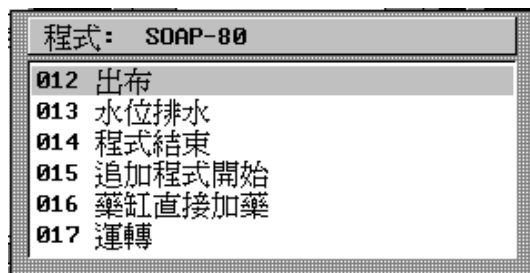 程式: SOAP-80
012 出布
013 水位排水
014 程式結束
015 追加程式開始
016 藥缸直接加藥
017 運轉